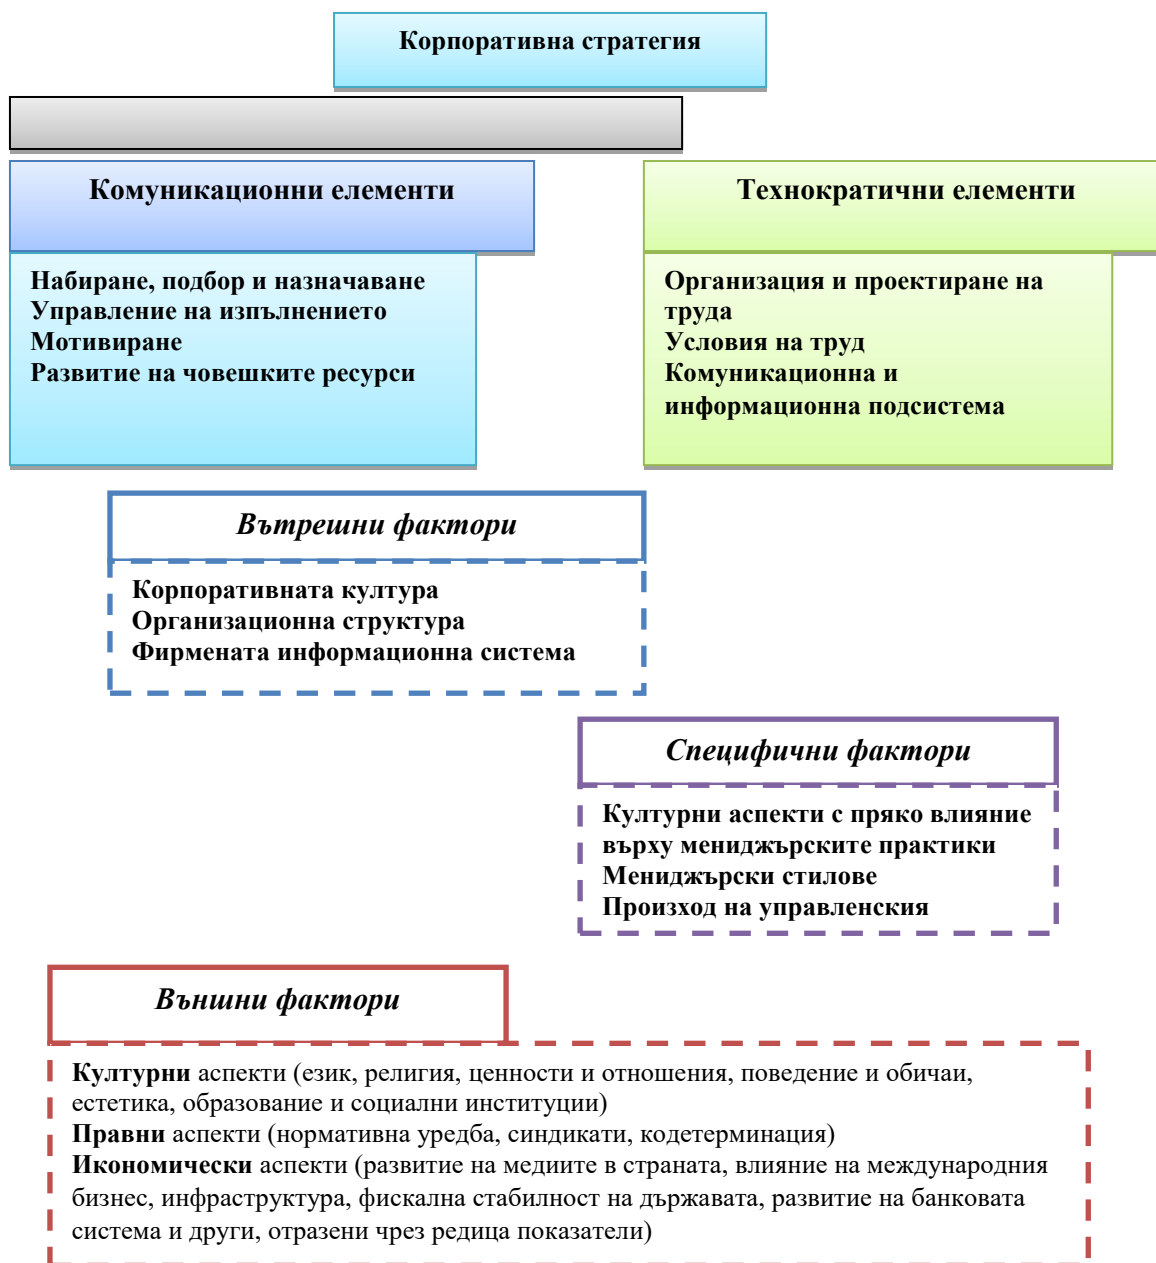 Корпоративна стратегия
Комуникационни елементи
Технократични елементи
Набиране, подбор и назначаване
Управление на изпълнението
Мотивиране
Развитие на човешките ресурси
Организация и проектиране на
труда
Условия на труд
Комуникационна и
информационна подсистема
Вътрешни фактори
Корпоративната култура
Организационна структура
Фирмената информационна система
Специфични фактори
Културни аспекти с пряко влияние
върху мениджърските практики
Мениджърски стилове
Произход на управленския
Външни фактори
Културни аспекти (език, религия, ценности и отношения, поведение и обичаи,
естетика, образование и социални институции)
Правни аспекти (нормативна уредба, синдикати, кодетерминация)
Икономически аспекти (развитие на медиите в страната, влияние на международния
бизнес, инфраструктура, фискална стабилност на държавата, развитие на банковата
система и други, отразени чрез редица показатели)